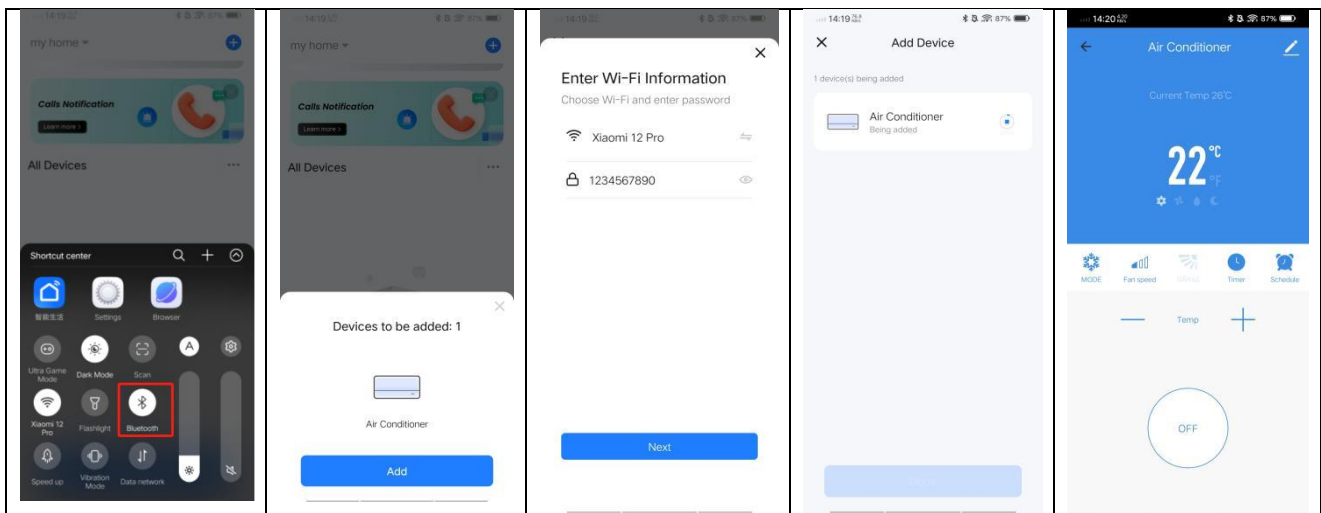 14:19
87%
my home
Calls Notification
Learn more >
All Devices
Shortcut center
智能生活
Settings
Browser
Ultra Game
Mode
Dark Mode
Scan
A
Xiaomi 12
Pro
Flashlight
Bluetooth
Speed up
Vibration
Mode
Data network
14:19
87%
my home
Calls Notification
Learn more >
All Devices
Devices to be added: 1
Air Conditioner
Add
14:19
87%
Enter Wi-Fi Information
Choose Wi-Fi and enter password
Xiaomi 12 Pro
1234567890
Next
14:19
87%
Add Device
1 device(s) being added
Air Conditioner
Being added
14:20
87%
Air Conditioner
Current Temp 26°C
22 °C
°F
MODE
Fan speed
Timer
Schedule
Temp
OFF